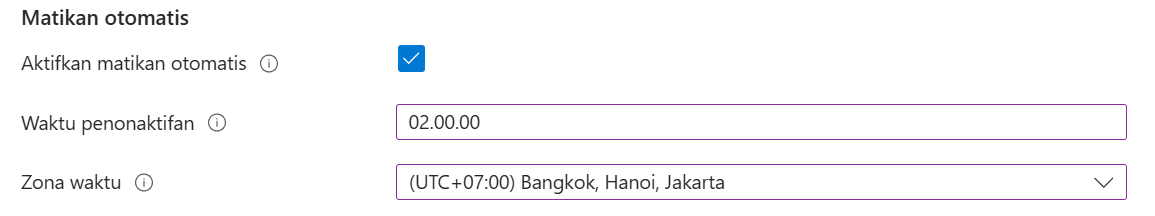 Matikan otomatis
Aktifkan matikan otomatis
Waktu penonaktifan
02.00.00
Zona waktu
(UTC+07:00) Bangkok, Hanoi, Jakarta